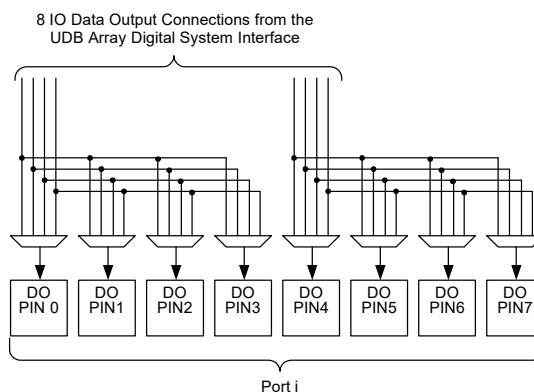 8 IO Data Output Connections from the
UDB Array Digital System Interface
DO
PIN 0
DO
PIN1
DO
PIN2
DO
PIN3
DO
PIN4
DO
PIN5
DO
PIN6
DO
PIN7
Port i